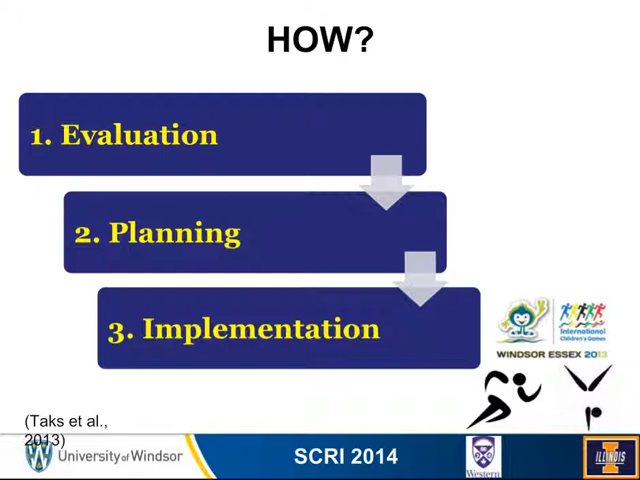 HOW?
1. Evaluation
2. Planning
3. Implementation
International
Children's Games
WINDSOR ESSEX 2013
(Taks et al.,
2013)
University of Windsor
SCRI 2014
Western
ILLINOIS